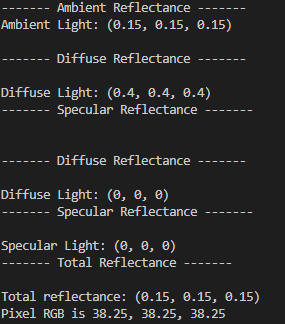 ------- Ambient Reflectance -------
Ambient Light: (0.15, 0.15, 0.15)
------- Diffuse Reflectance -------
Diffuse Light: (0.4, 0.4, 0.4)
------- Specular Reflectance -------
------- Diffuse Reflectance -------
Diffuse Light: (0, 0, 0)
------- Specular Reflectance -------
Specular Light: (0, 0, 0)
------- Total Reflectance -------
Total reflectance: (0.15, 0.15, 0.15)
Pixel RGB is 38.25, 38.25, 38.25